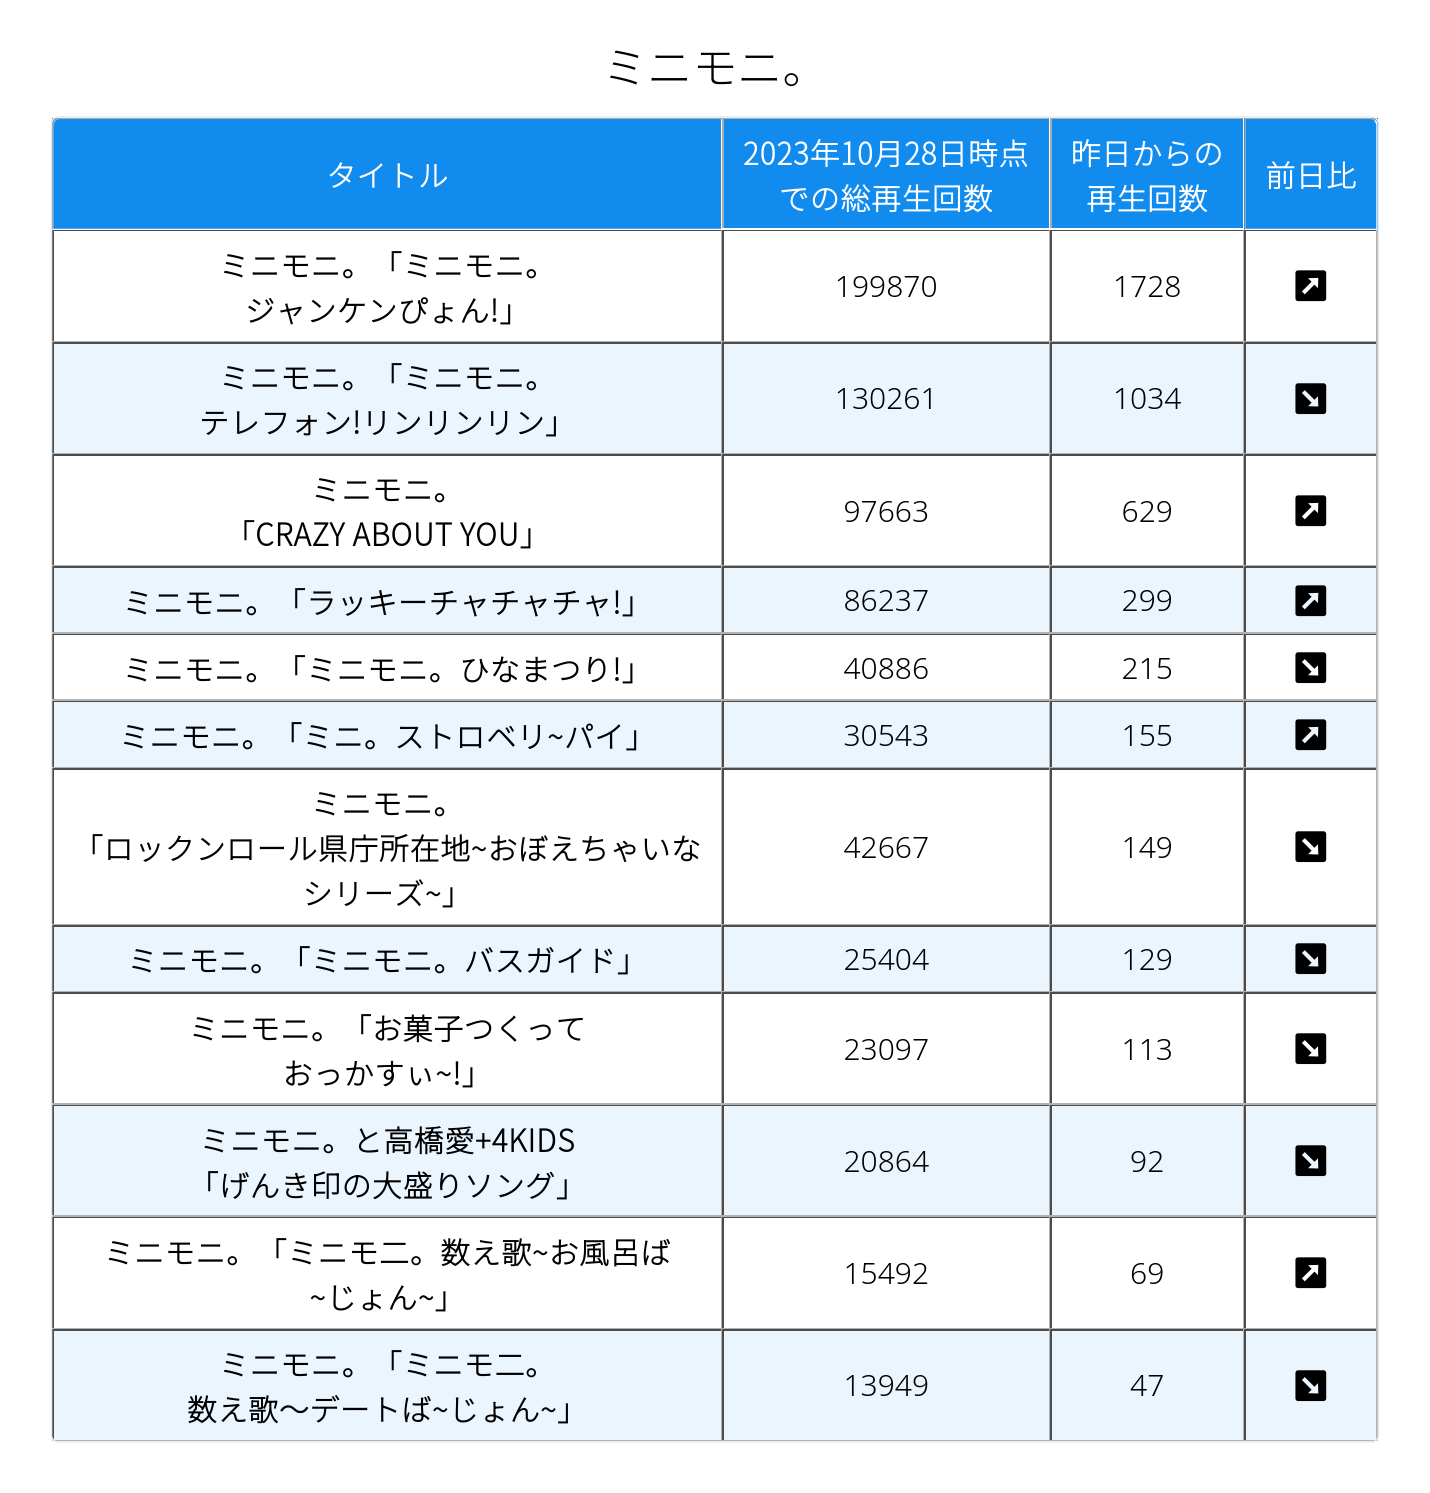 ミニモニ。
タイトル
2023年10月28日時点
での総再生回数
昨日からの
再生回数
前日比
ミニモニ。「ミニモニ。
ジャンケンぴょん!」
199870
1728
ミニモニ。「ミニモニ。
テレフォン!リンリンリン」
130261
1034
ミニモニ。
「CRAZY ABOUT YOU」
97663
629
ミニモニ。「ラッキーチャチャチャ!」
86237
299
ミニモニ。「ミニモニ。ひなまつり!」
40886
215
ミニモニ。「ミニ。ストロベリ~パイ」
30543
155
ミニモニ。
「ロックンロール県庁所在地~おぼえちゃいな
シリーズ~」
42667
149
ミニモニ。「ミニモニ。バスガイド」
25404
129
ミニモニ。「お菓子つくって
おっかすぃ~!」
23097
113
ミニモニ。と高橋愛+4KIDS
「げんき印の大盛りソング」
20864
92
ミニモニ。「ミニモ二。数え歌~お風呂ば
~じょん~」
15492
69
ミニモニ。「ミニモ二。
数え歌〜デートば~じょん~」
13949
47